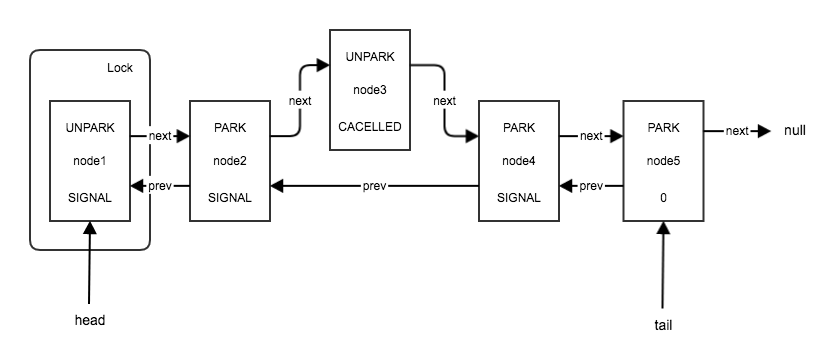 UNPARK
node3
CACELLED
Lock
next
next
UNPARK
node1
SIGNAL
next
prev
PARK
node2
SIGNAL
prev
PARK
node4
SIGNAL
next
prev
PARK
node5
0
next
null
head
tail